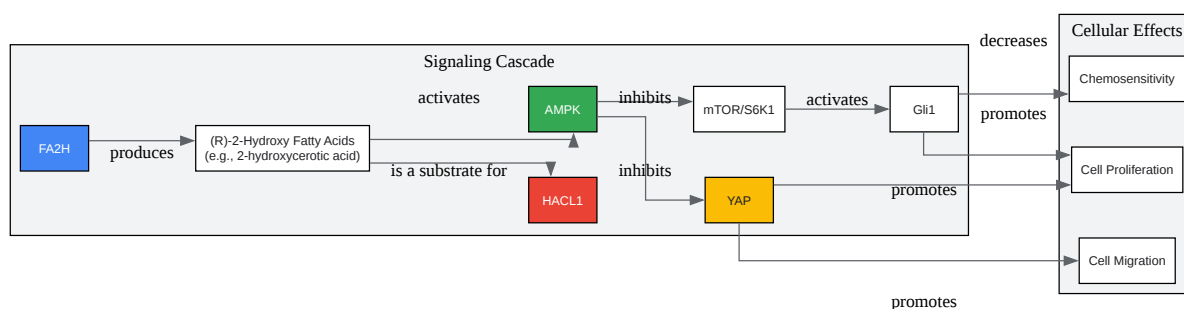 Cellular Effects
decreases
Signaling Cascade
Chemosensitivity
activates
AMPK
inhibits
mTOR/S6K1
activates
Gli1
promotes
FA2H
produces
(R)-2-Hydroxy Fatty Acids
(e.g., 2-hydroxycerotic acid)
is a substrate for
inhibits
Cell Proliferation
HACL1
YAP
promotes
Cell Migration
promotes